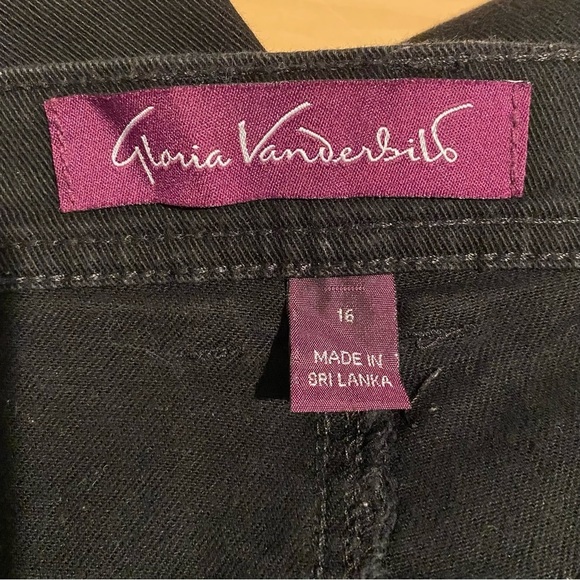 Gloria Vanderbilt
16
MADE IN
SRI LANKA